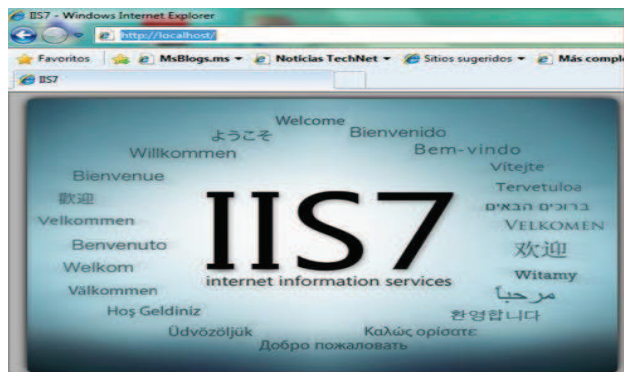 IIS7 - Windows Internet Explorer
http://localhost/
Favoritos MsBlogs.ms Noticias TechNet Sitios sugeridos Más compl
IIS7
Welcome
ようこそ
Bienvenido
Willkommen
Bem-vindo
Bienvenue
Vítejte
歡迎
Tervetuloa
ברוכים הבאים
Velkommen
VELKOMEN
Benvenuto
欢迎
Welkom
Witamy
IIS7
internet information services
Välkommen
مرحباً
Hoş Geldiniz
환영합니다
Üdvözöljük
Καλώς ορίσατε
Добро пожаловать